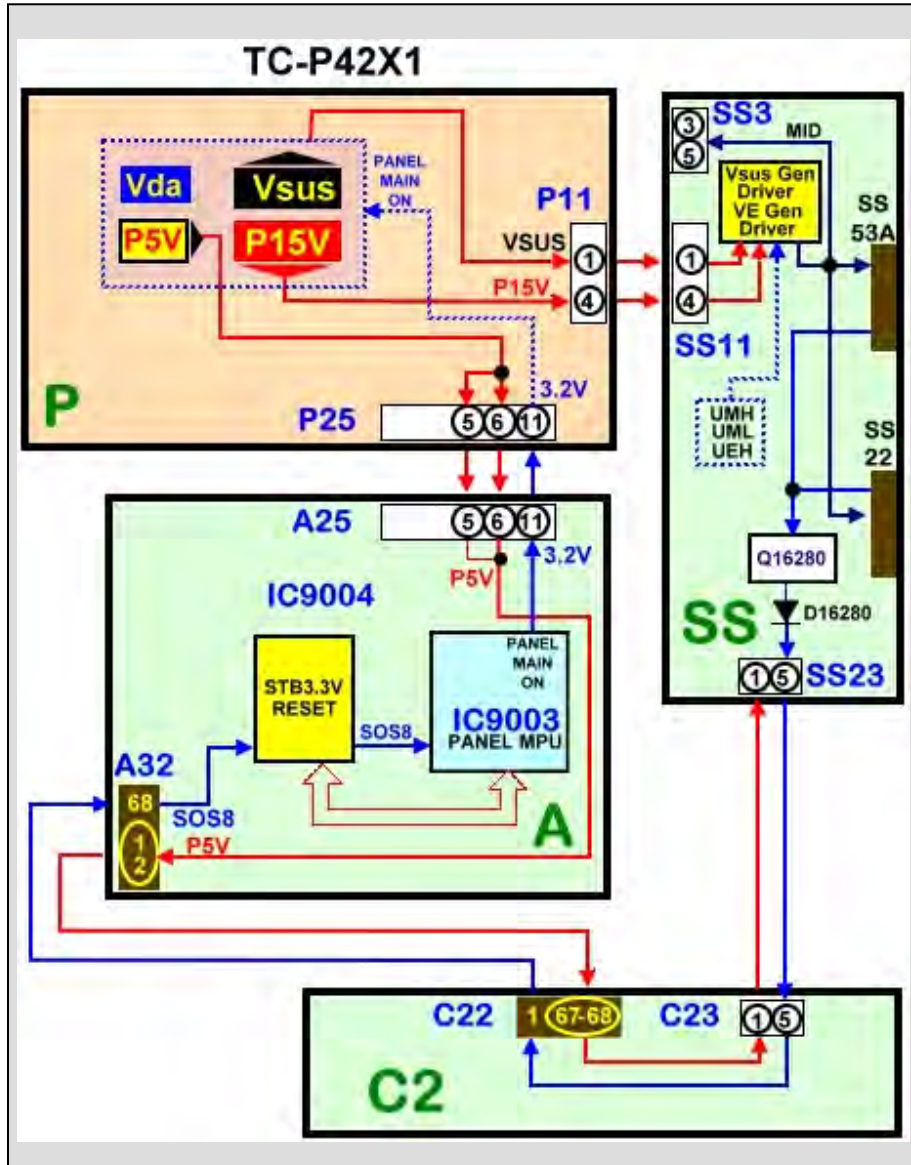 TC-P42X1
Vda
Vsus
P5V
P15V
PANEL
MAIN
ON
P11
VSUS
1
P15V
4
P
3.2V
P25
5 6 11
SS3
3
5
MID
Vsus Gen
Driver
VE Gen
Driver
SS
53A
1
4
SS11
UMH
UML
UEH
SS
22
Q16280
D16280
SS
1 5
SS23
A25
5 6 11
P5V
3.2V
IC9004
STB3.3V
RESET
SOS8
PANEL
MAIN
ON
IC9003
PANEL MPU
A32
68
SOS8
1
2
P5V
A
C22
1 67-68
C23
1 5
C2